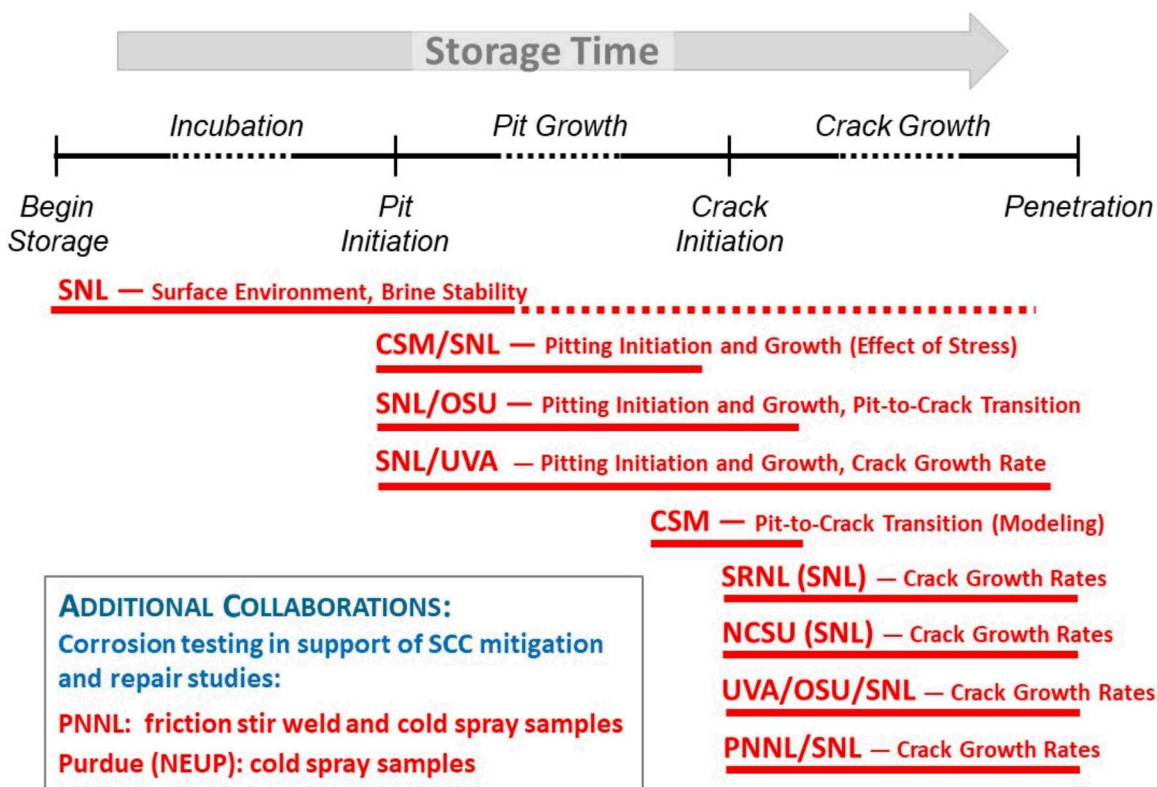 Storage Time
Incubation
Pit Growth
Crack Growth
Begin
Storage
Pit
Initiation
Crack
Initiation
Penetration
SNL — Surface Environment, Brine Stability
CSM/SNL — Pitting Initiation and Growth (Effect of Stress)
SNL/OSU — Pitting Initiation and Growth, Pit-to-Crack Transition
SNL/UVA — Pitting Initiation and Growth, Crack Growth Rate
CSM — Pit-to-Crack Transition (Modeling)
SRNL (SNL) — Crack Growth Rates
NCSU (SNL) — Crack Growth Rates
UVA/OSU/SNL — Crack Growth Rates
PNNL/SNL — Crack Growth Rates
ADDITIONAL COLLABORATIONS:
Corrosion testing in support of SCC mitigation
and repair studies:
PNNL: friction stir weld and cold spray samples
Purdue (NEUP): cold spray samples